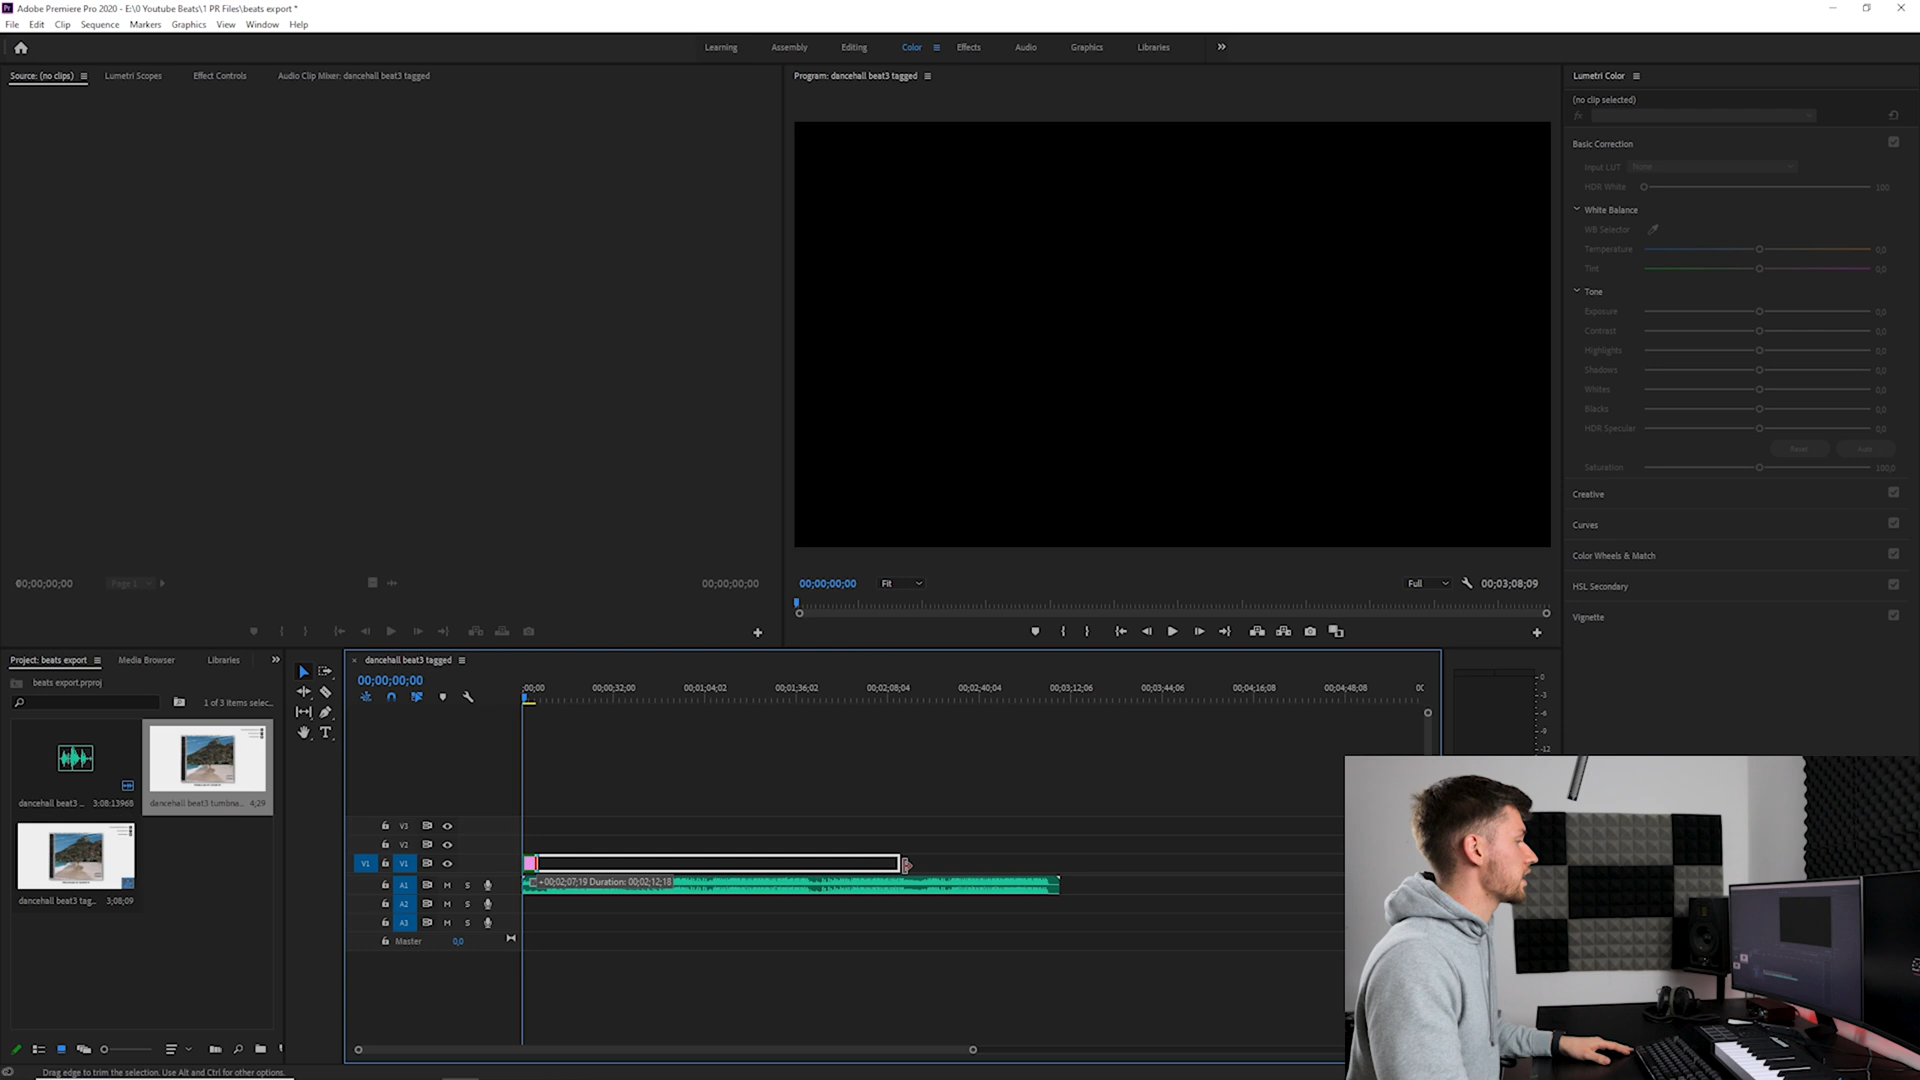 Adobe Premiere Pro 2020 - E:\0 Youtube Beats\1 PR Files\beats export *
File Edit Clip Sequence Markers Graphics View Window Help
Learning Assembly Editing Color Effects Audio Graphics Libraries
Source: (no clips) Lumetri Scopes Effect Controls Audio Clip Mixer: dancehall beat3 tagged
Program: dancehall beat3 tagged
Lumetri Color
(no clip selected)
fx
Basic Correction
Input LUT None
HDR White 100
White Balance
WB Selector
Temperature 0,0
Tint 0,0
Tone
Exposure 0,0
Contrast 0,0
Highlights 0,0
Shadows 0,0
Whites 0,0
Blacks 0,0
HDR Specular 0,0
Reset Auto
Saturation 100,0
Creative
Curves
Color Wheels & Match
HSL Secondary
Vignette
00;00;00;00 Page 1 00;00;00;00
00;00;00;00 Fit Full 00;03;08;09
Project: beats export Media Browser Libraries
beats export.prproj
1 of 3 items selec...
dancehall beat3 ... 3:08:13968
dancehall beat3 tumbna... 4;29
dancehall beat3 tag... 3;08;09
dancehall beat3 tagged
00;00;00;00
;00;00 00;00;32;00 00;01;04;02 00;01;36;02 00;02;08;04 00;02;40;04 00;03;12;06 00;03;44;06 00;04;16;08 00;04;48;08 00
V3
V2
V1 V1
+00;02;07;19 Duration: 00;02;12;18
A1 M S
A2 M S
A3 M S
Master 0,0
0
-3
-6
-9
-12
Drag edge to trim the selection. Use Alt and Ctrl for other options.